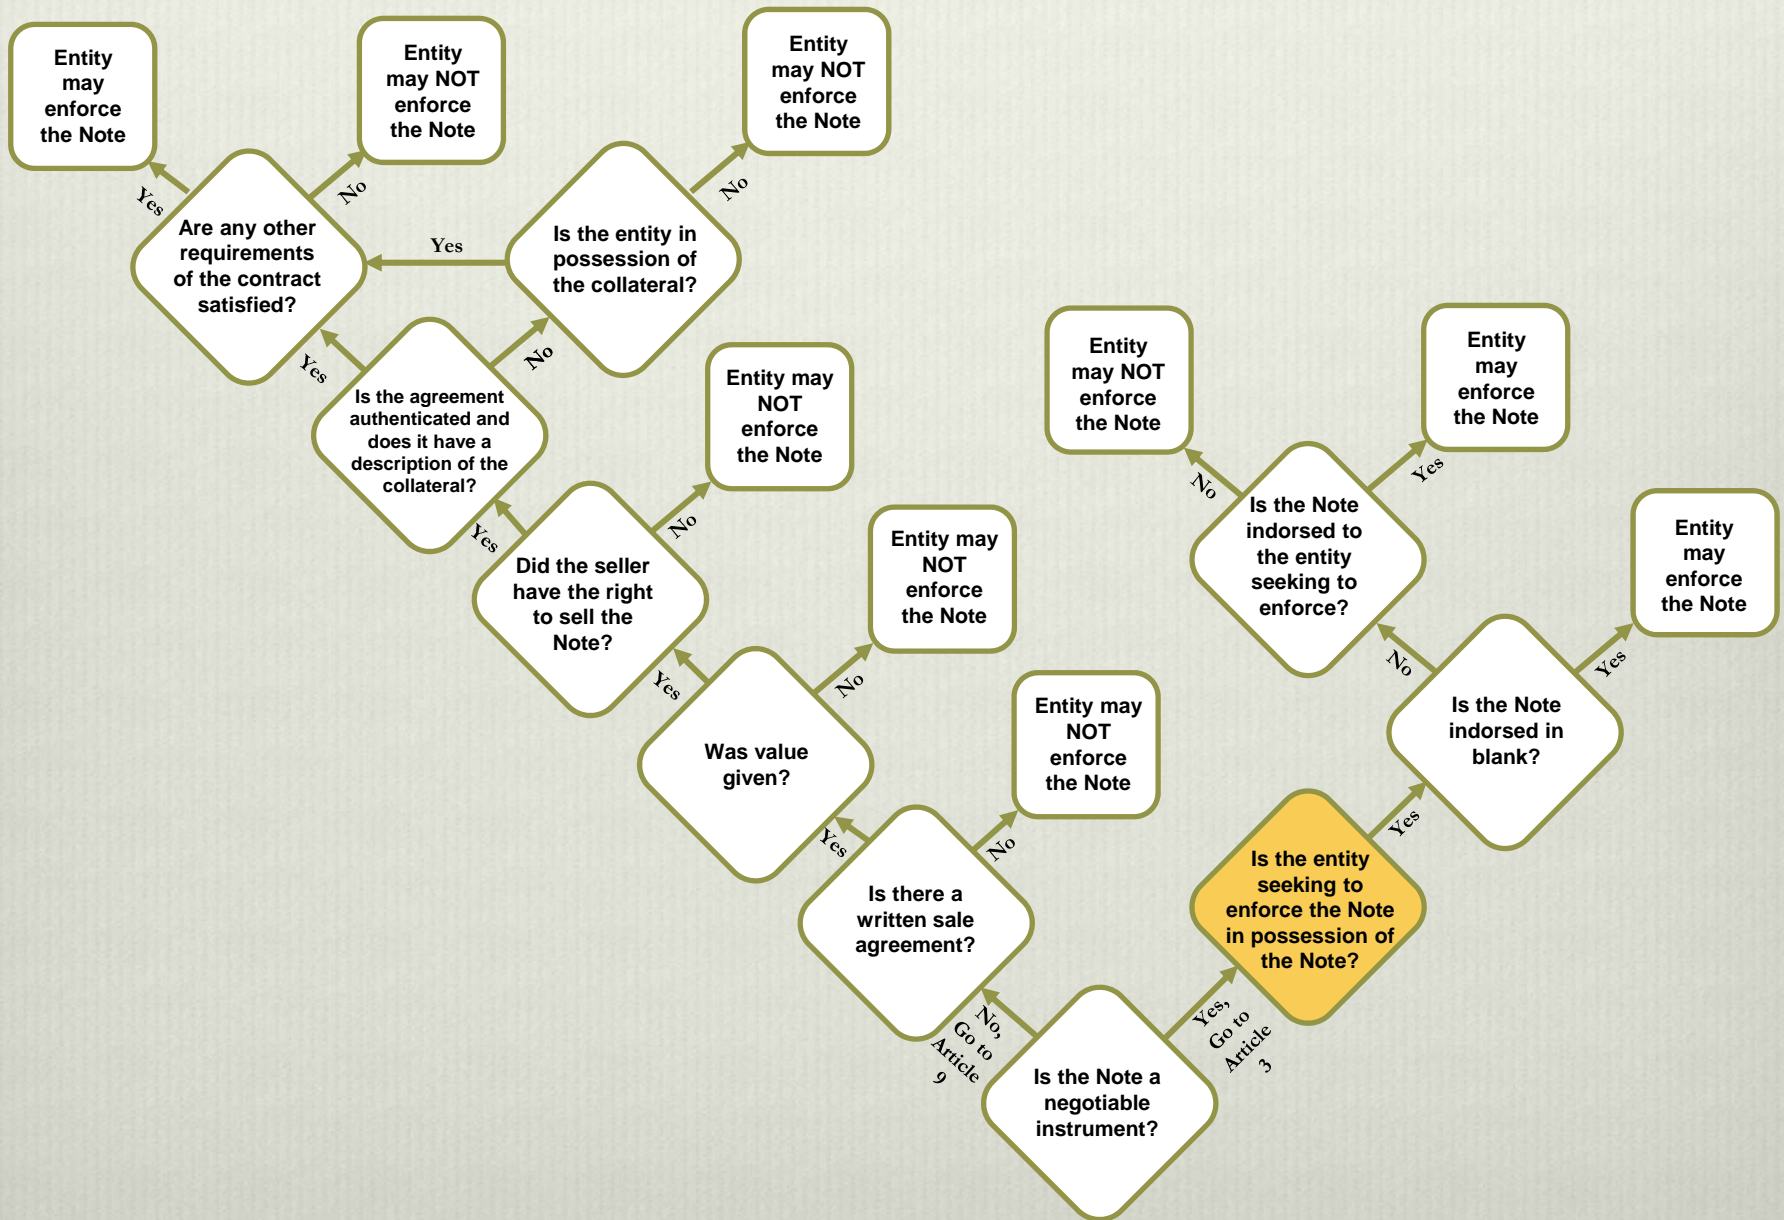 Entity
may
enforce
the Note
Entity
may NOT
enforce
the Note
Entity
may NOT
enforce
the Note
Yes
No
No
Are any other
requirements
of the contract
satisfied?
Yes
Is the entity in
possession of
the collateral?
Yes
No
Is the agreement
authenticated and
does it have a
description of the
collateral?
Entity may
NOT
enforce
the Note
Yes
No
Did the seller
have the right
to sell the
Note?
Entity may
NOT
enforce
the Note
Yes
No
Was value
given?
Entity may
NOT
enforce
the Note
Yes
No
Is there a
written sale
agreement?
No,
Go to
Article
9
Is the Note a
negotiable
instrument?
Yes,
Go to
Article
3
Is the entity
seeking to
enforce the Note
in possession of
the Note?
Yes
Is the Note
indorsed in
blank?
No
Yes
Entity
may
enforce
the Note
Is the Note
indorsed to
the entity
seeking to
enforce?
No
Yes
Entity
may NOT
enforce
the Note
Entity
may
enforce
the Note